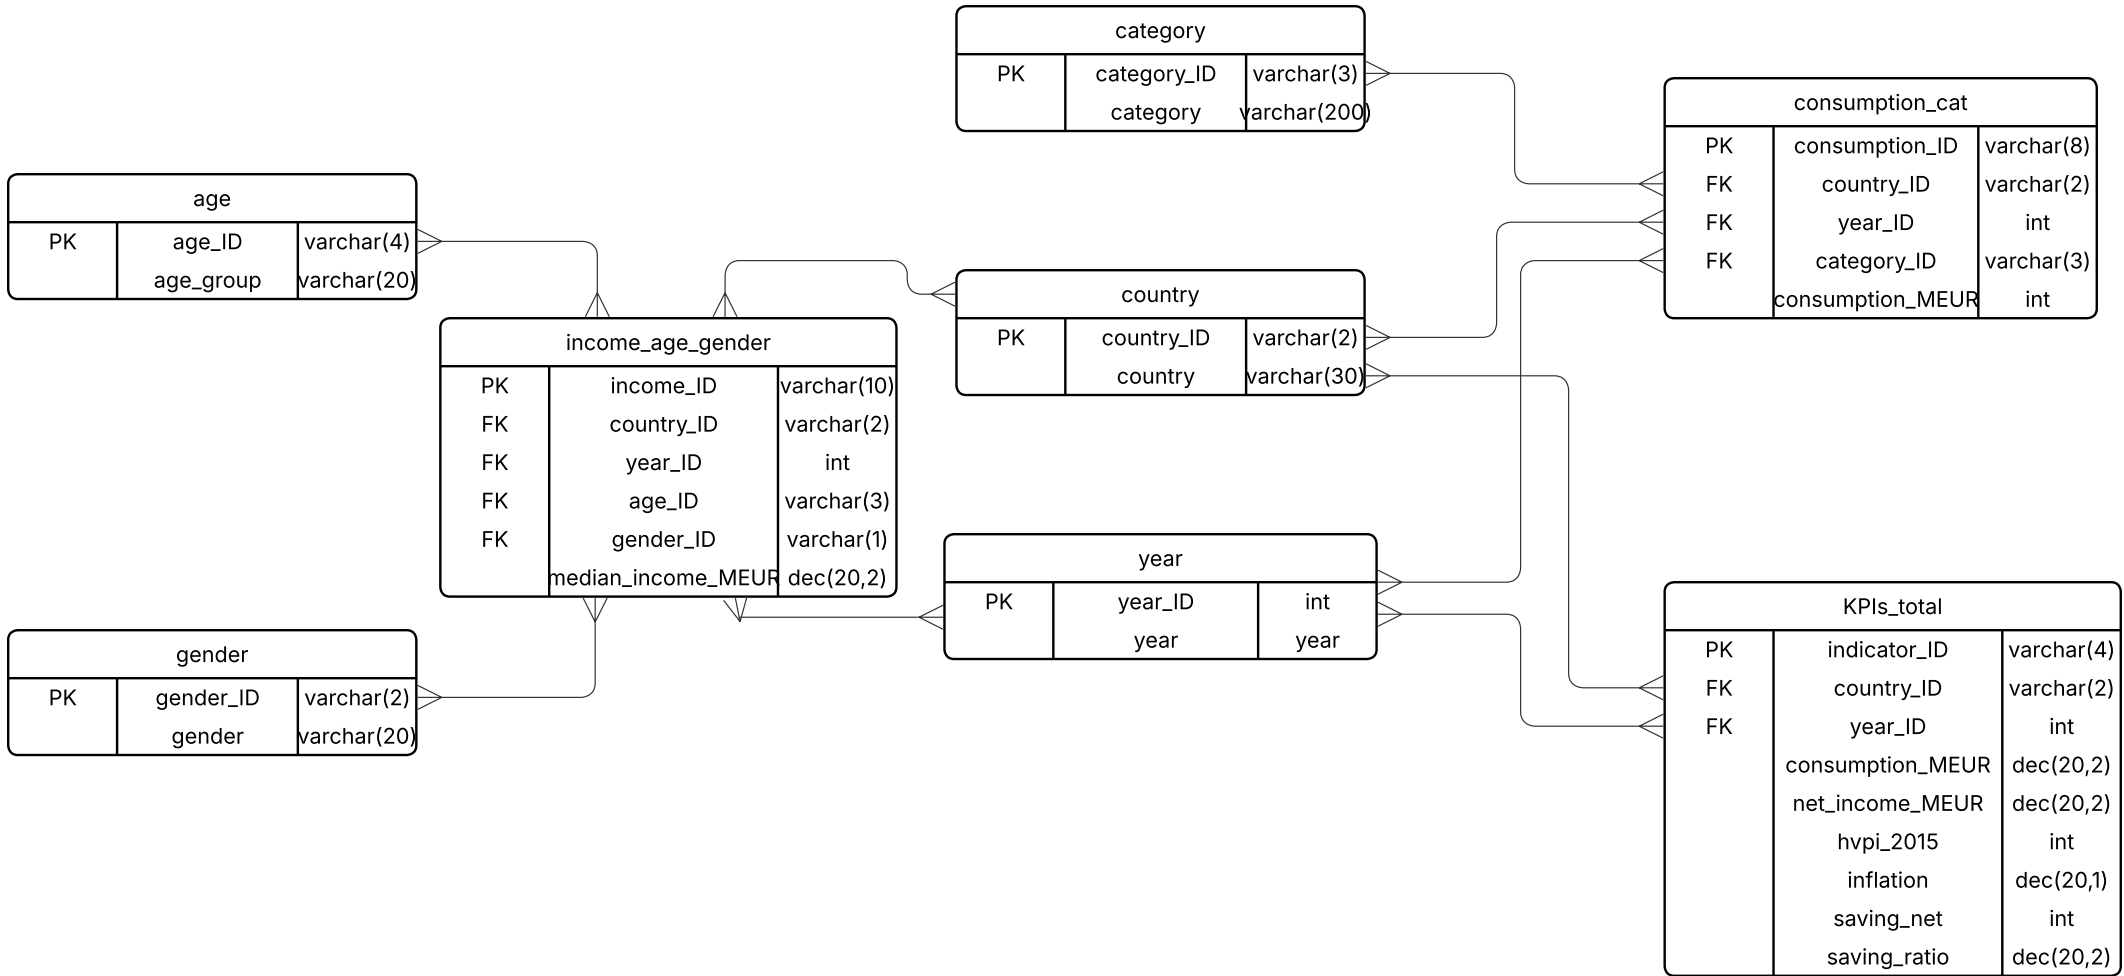 category
PK category_ID varchar(3)
category varchar(200)
consumption_cat
PK consumption_ID varchar(8)
FK country_ID varchar(2)
FK year_ID int
FK category_ID varchar(3)
consumption_MEUR int
age
PK age_ID varchar(4)
age_group varchar(20)
country
PK country_ID varchar(2)
country varchar(30)
income_age_gender
PK income_ID varchar(10)
FK country_ID varchar(2)
FK year_ID int
FK age_ID varchar(3)
FK gender_ID varchar(1)
median_income_MEUR dec(20,2)
year
PK year_ID int
year year
gender
PK gender_ID varchar(2)
gender varchar(20)
KPIs_total
PK indicator_ID varchar(4)
FK country_ID varchar(2)
FK year_ID int
consumption_MEUR dec(20,2)
net_income_MEUR dec(20,2)
hvpi_2015 int
inflation dec(20,1)
saving_net int
saving_ratio dec(20,2)